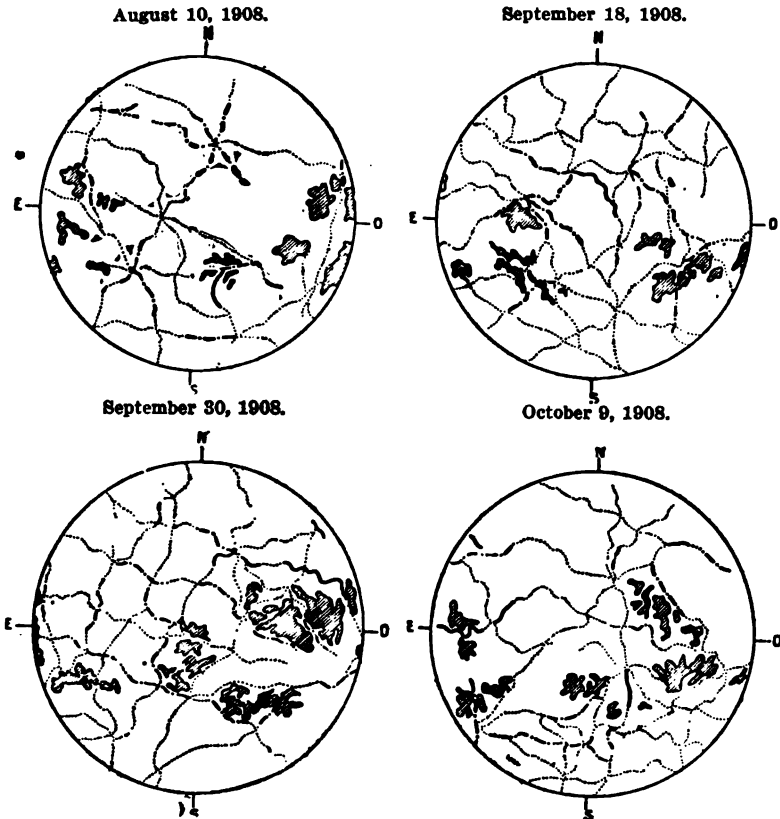 August 10, 1908.
N
E
O
S
September 18, 1908.
N
E
O
S
September 30, 1908.
N
E
O
S
October 9, 1908.
N
E
O
S